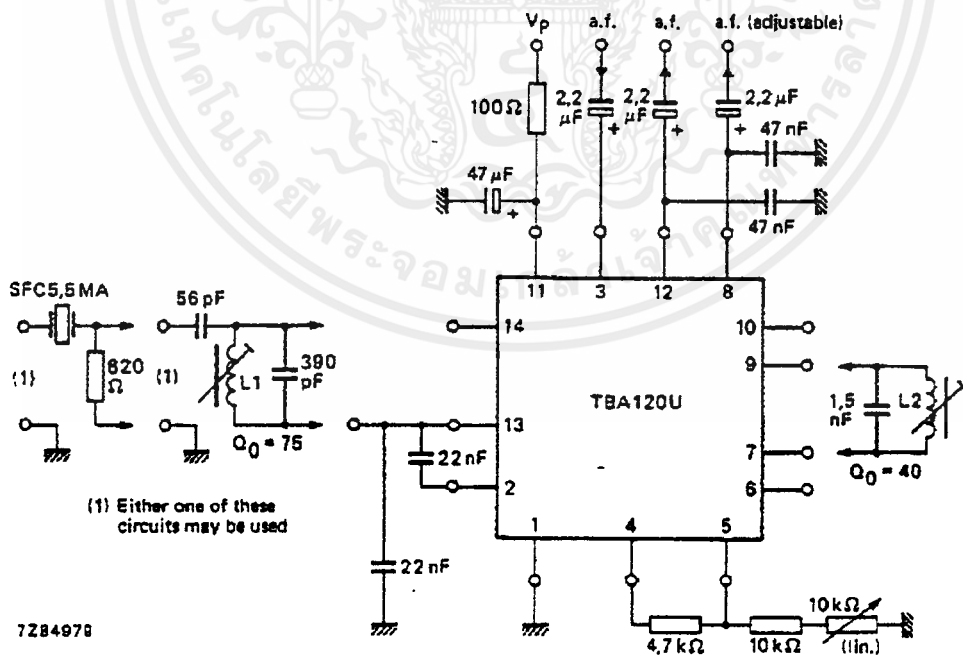 Vp
a.f.
a.f.
a.f. (adjustable)
100Ω
2,2 μF
2,2 μF
2,2 μF
+
+
+
47 nF
47 μF
+
47 nF
11
3
12
8
SFC5,5MA
56 pF
(1)
820 Ω
(1)
L1
390 pF
Q0 = 75
14
13
2
10
9
7
6
TBA120U
22 nF
1,5 nF
L2
Q0 = 40
(1) Either one of these
circuits may be used
1
4
5
22 nF
10 kΩ
4,7 kΩ
10 kΩ
(lin.)
7Z84978